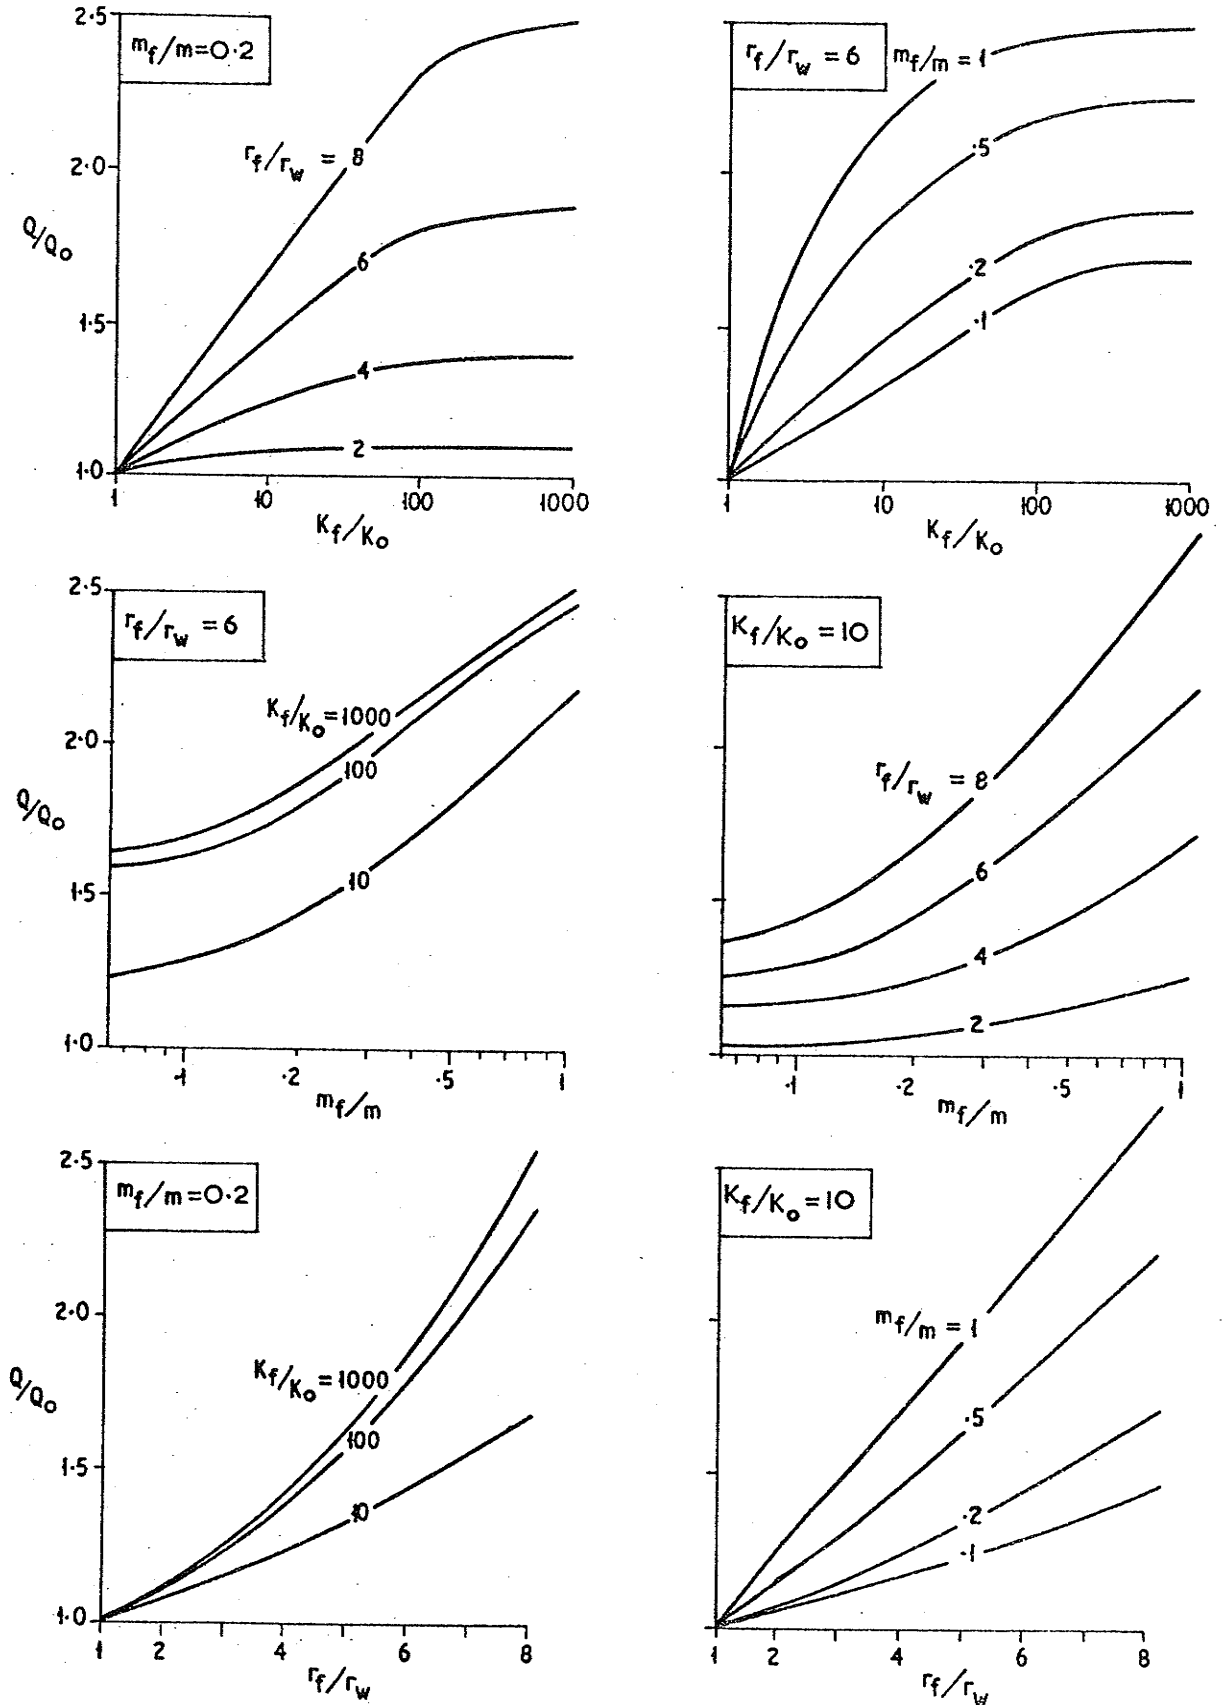 2·5
m_f/m=0·2
r_f/r_w = 8
2·0
Q/Q_o
6
1·5
4
2
1·0
1 10 100 1000
K_f/K_o
r_f/r_w = 6
m_f/m = 1
·5
·2
·1
1 10 100 1000
K_f/K_o
2·5
r_f/r_w = 6
K_f/K_o=1000
2·0
100
Q/Q_o
1·5
10
1·0
·1 ·2 ·5 1
m_f/m
K_f/K_o=10
r_f/r_w = 8
6
4
2
·1 ·2 ·5 1
m_f/m
2·5
m_f/m=0·2
2·0
K_f/K_o=1000
Q/Q_o
100
1·5
10
1·0
1 2 4 6 8
r_f/r_w
K_f/K_o=10
m_f/m = 1
·5
·2
·1
1 2 4 6 8
r_f/r_w